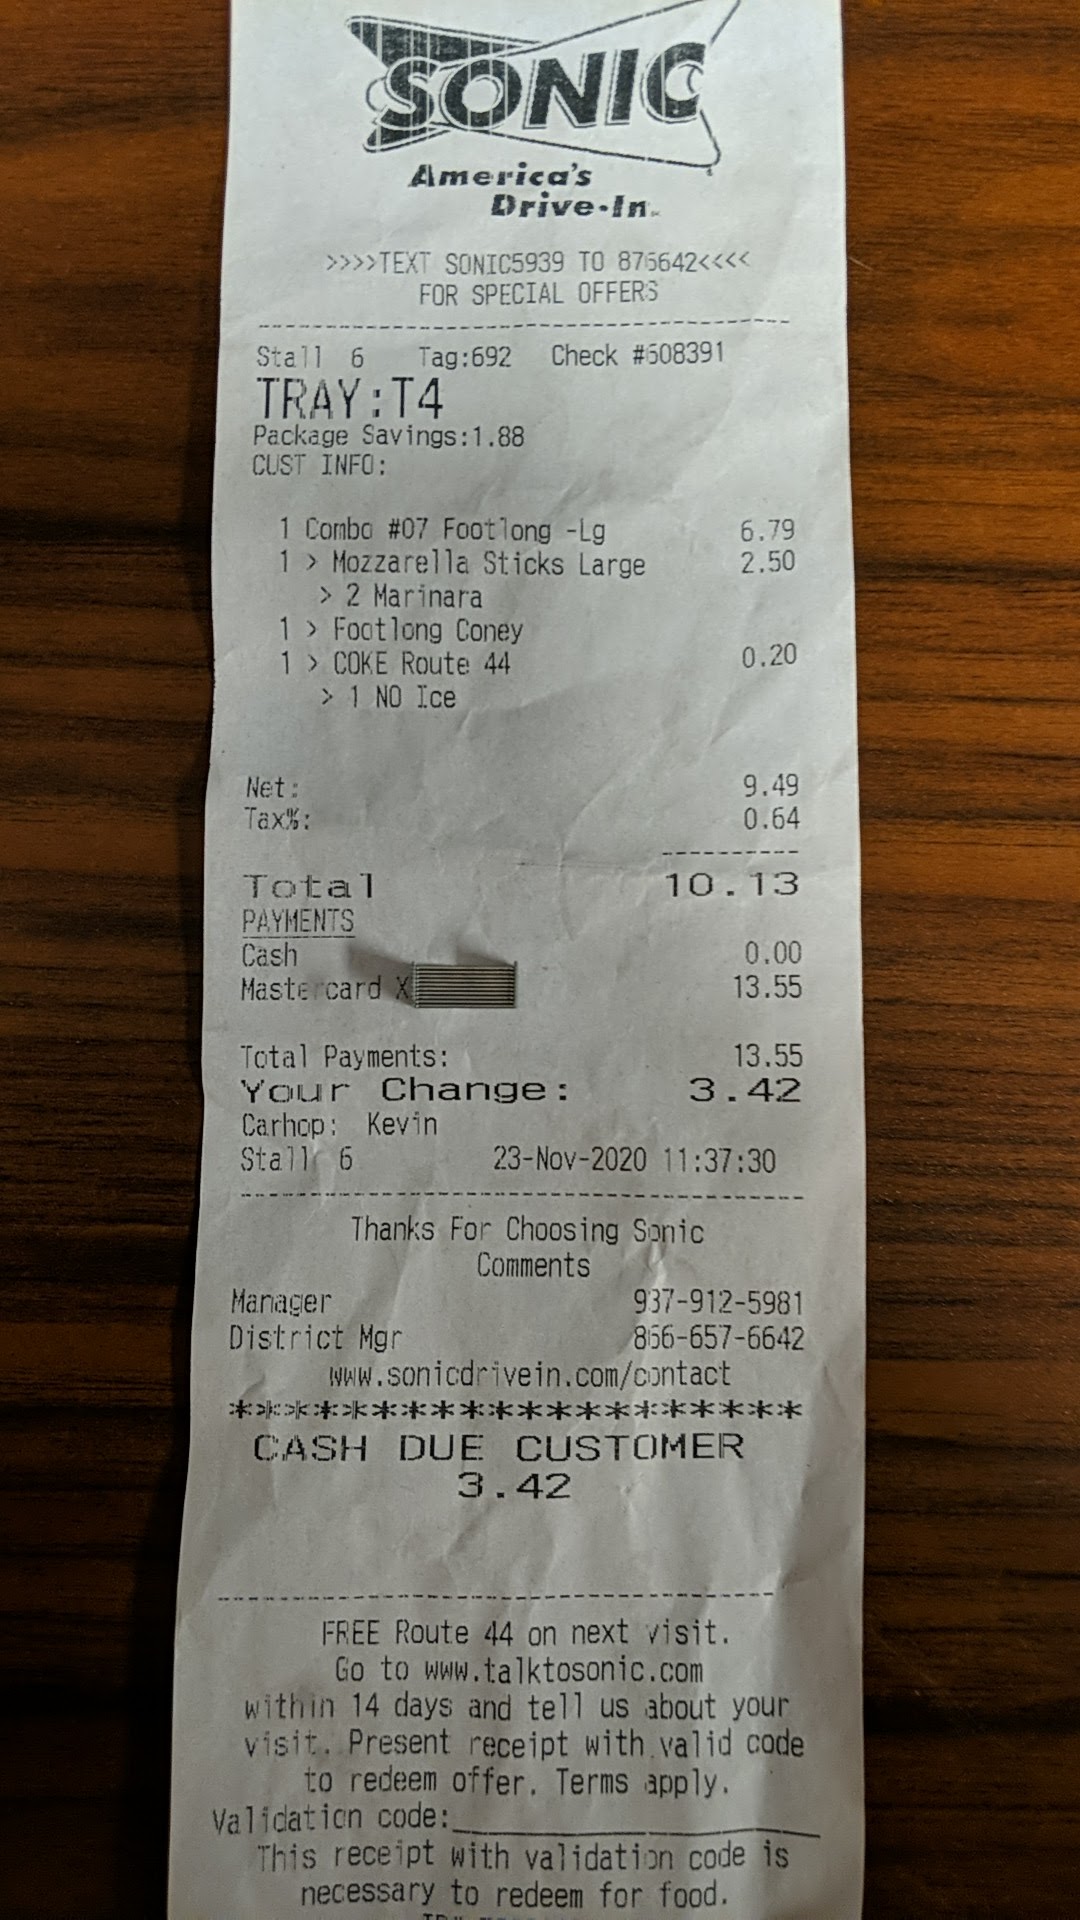 SONIC
America's
Drive-In
>>>>TEXT SONIC5939 TO 876642<<<<
FOR SPECIAL OFFERS
Stall 6 Tag:692 Check #608391
TRAY:T4
Package Savings:1.88
CUST INFO:
1 Combo #07 Footlong -Lg 6.79
1 > Mozzarella Sticks Large 2.50
> 2 Marinara
1 > Footlong Coney
1 > COKE Route 44 0.20
> 1 NO Ice
Net: 9.49
Tax%: 0.64
Total 10.13
PAYMENTS
Cash 0.00
Mastercard X 13.55
Total Payments: 13.55
Your Change: 3.42
Carhop: Kevin
Stall 6 23-Nov-2020 11:37:30
Thanks For Choosing Sonic
Comments
Manager 937-912-5981
District Mgr 866-657-6642
www.sonicdrivein.com/contact
********************
CASH DUE CUSTOMER
3.42
FREE Route 44 on next visit.
Go to www.talktosonic.com
within 14 days and tell us about your
visit. Present receipt with valid code
to redeem offer. Terms apply.
Validation code:____________________
This receipt with validation code is
necessary to redeem for food.